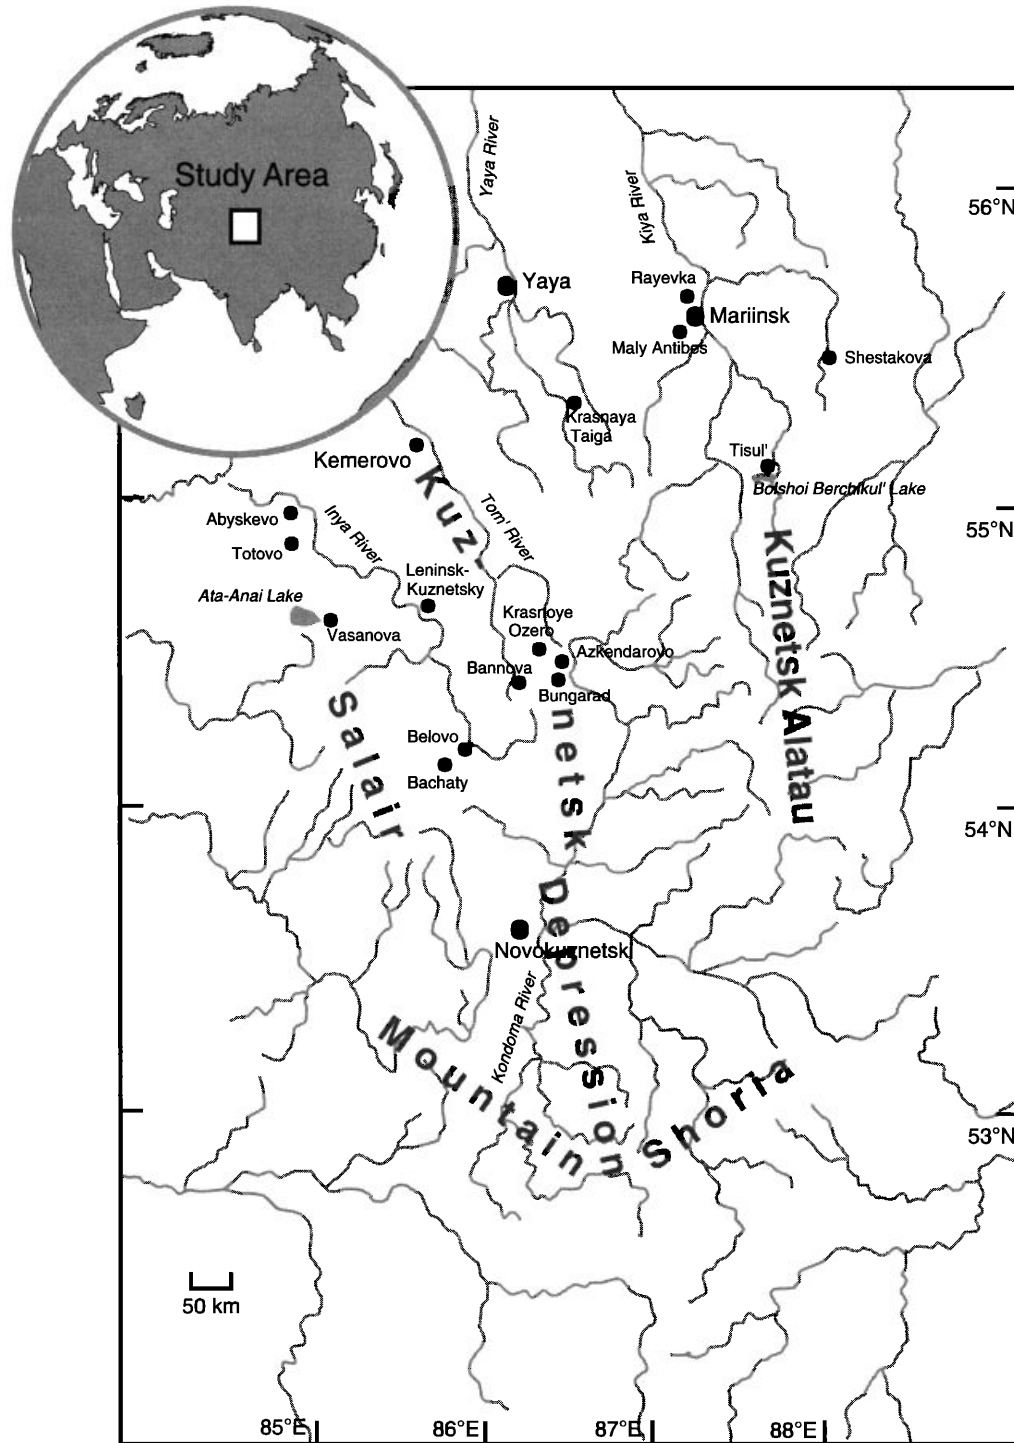 Study Area
Yaya River
Kiya River
56°N
Yaya
Rayevka
Mariinsk
Maly Antibes
Shestakova
Krasnaya
Taiga
Kemerovo
Tisul'
Bolshoi Berchikul' Lake
Abyskevo
Inya River
Tom' River
55°N
Totovo
Leninsk-
Kuznetsky
Ata-Anai Lake
Vasanova
Krasnoye
Ozero
Azkendarovo
Bannova
Bungarad
Belovo
Bachaty
Kuznetsk Alatau
Salair
54°N
Kuz-
netsk
Depression
Novokuznetsk
Kondoma River
Mountain Shoria
53°N
50 km
85°E
86°E
87°E
88°E